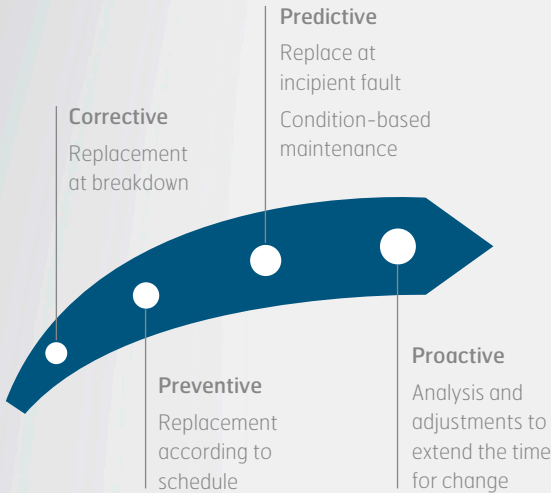 Predictive
Replace at
incipient fault
Condition-based
maintenance
Corrective
Replacement
at breakdown
Preventive
Replacement
according to
schedule
Proactive
Analysis and
adjustments to
extend the time
for change